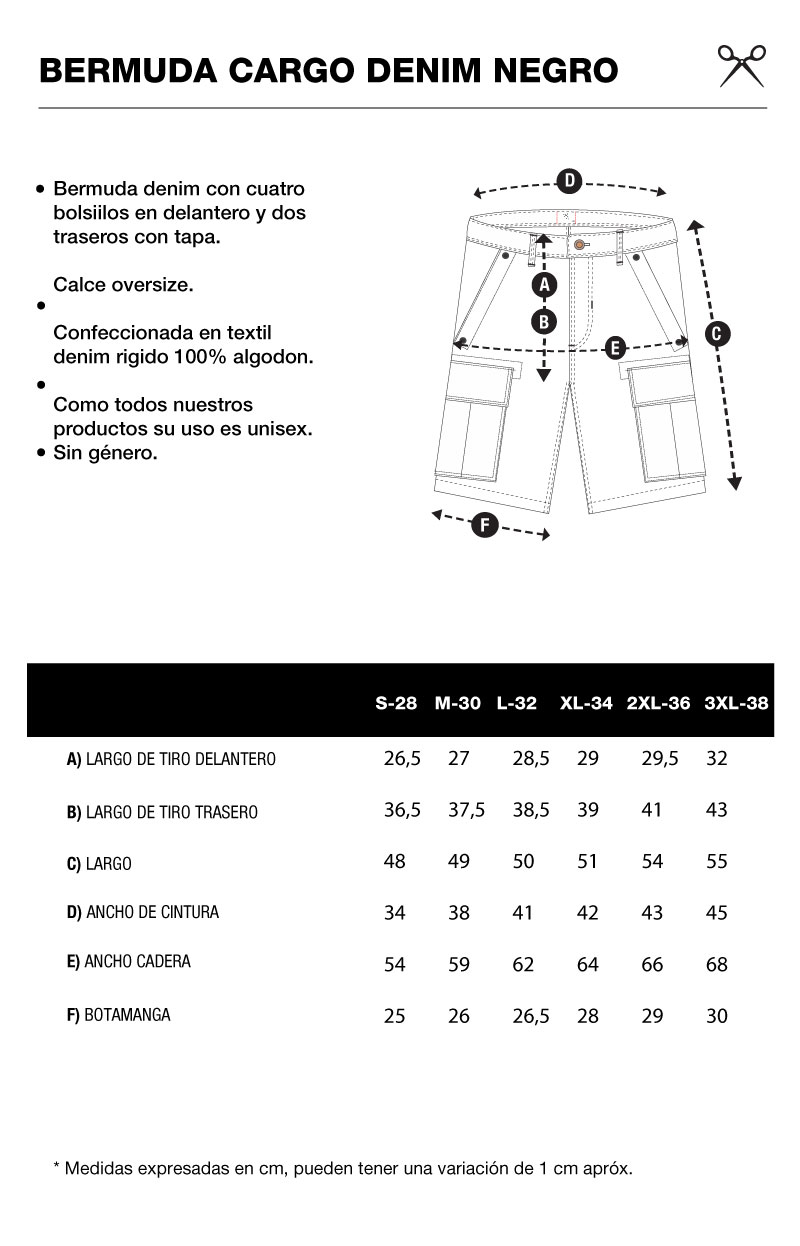 BERMUDA CARGO DENIM NEGRO
• Bermuda denim con cuatro
bolsiilos en delantero y dos
traseros con tapa.
Calce oversize.
•
Confeccionada en textil
denim rigido 100% algodon.
•
Como todos nuestros
productos su uso es unisex.
• Sin género.
D
A
B
C
E
F
S-28 M-30 L-32 XL-34 2XL-36 3XL-38
A) LARGO DE TIRO DELANTERO 26,5 27 28,5 29 29,5 32
B) LARGO DE TIRO TRASERO 36,5 37,5 38,5 39 41 43
C) LARGO 48 49 50 51 54 55
D) ANCHO DE CINTURA 34 38 41 42 43 45
E) ANCHO CADERA 54 59 62 64 66 68
F) BOTAMANGA 25 26 26,5 28 29 30
* Medidas expresadas en cm, pueden tener una variación de 1 cm apróx.